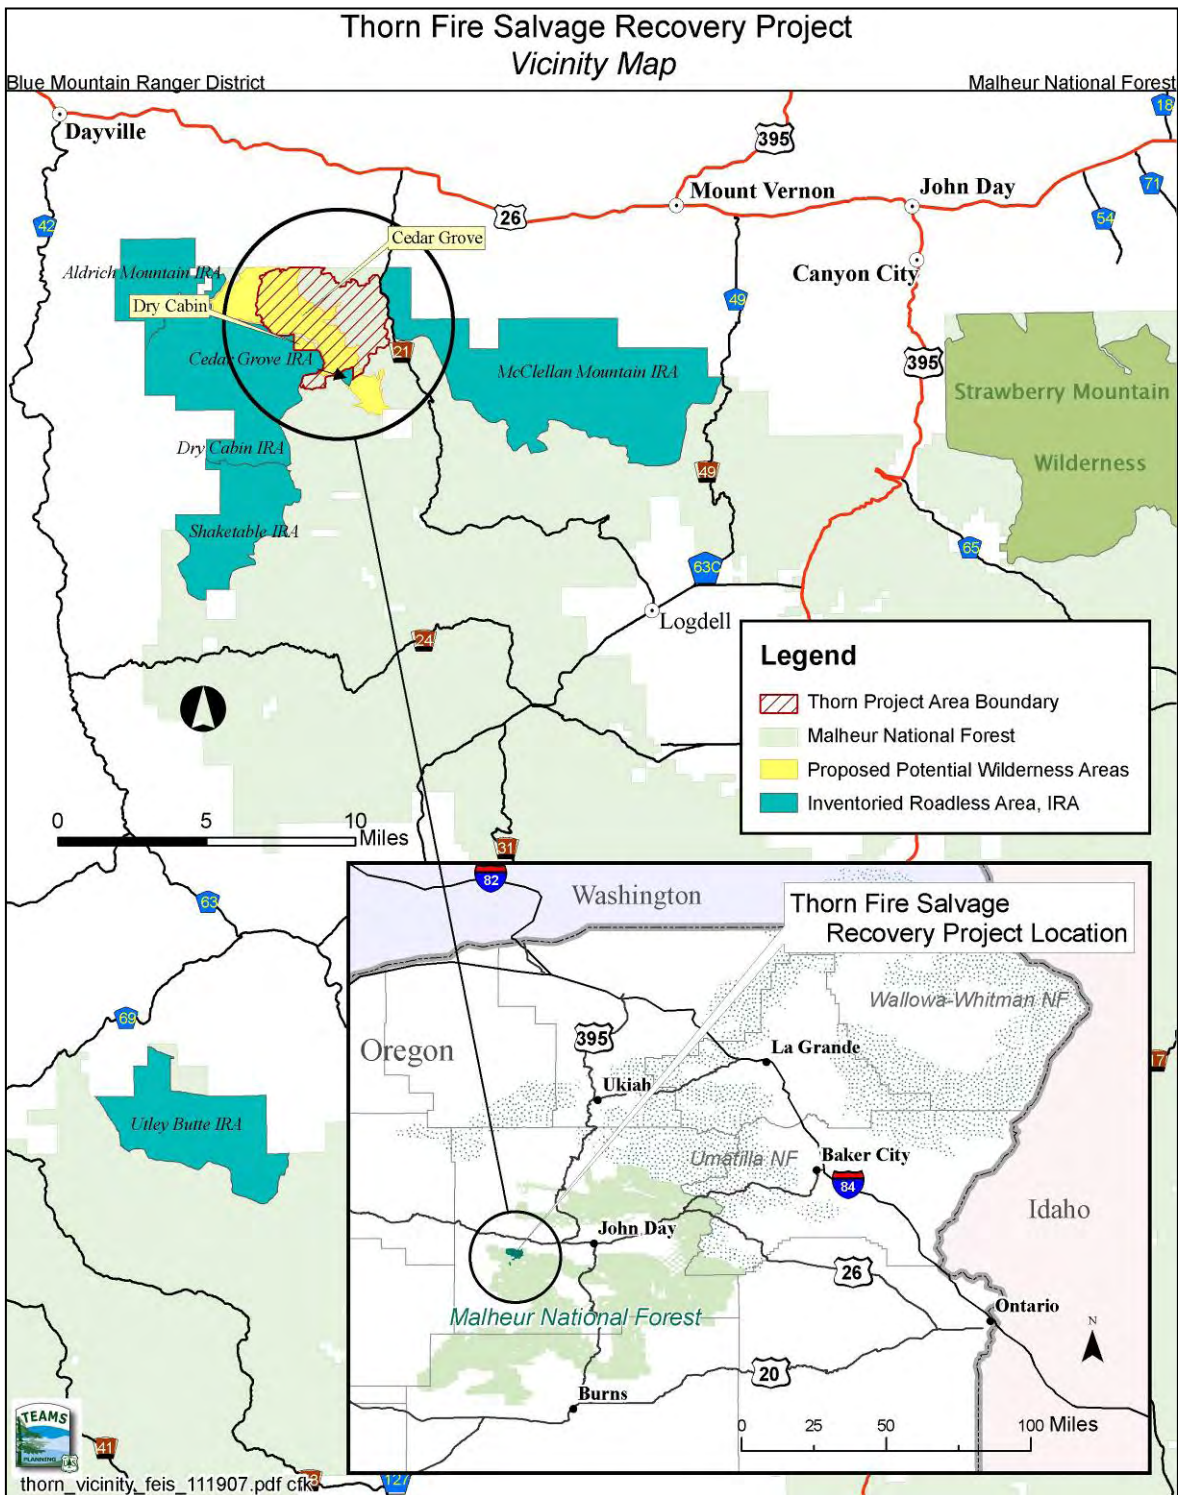 Thorn Fire Salvage Recovery Project
Vicinity Map
Blue Mountain Ranger District
Malheur National Forest
18
Dayville
395
71
Mount Vernon
John Day
26
54
42
Cedar Grove
Canyon City
Aldrich Mountain IRA
Dry Cabin
49
21
Cedar Grove IRA
McClellan Mountain IRA
395
Strawberry Mountain
Wilderness
Dry Cabin IRA
49
Shaketable IRA
65
63C
Logdell
24
Legend
Thorn Project Area Boundary
Malheur National Forest
Proposed Potential Wilderness Areas
Inventoried Roadless Area, IRA
0 5 10
Miles
31
82
Washington
Thorn Fire Salvage
Recovery Project Location
63
Wallowa-Whitman NF
69
395
Oregon
La Grande
17
Ukiah
Utley Butte IRA
Umatilla NF
Baker City
84
Idaho
John Day
26
Malheur National Forest
Ontario
N
20
Burns
0 25 50 100 Miles
TEAMS
PLANNING
41
127
thorn_vicinity_feis_111907.pdf cfk